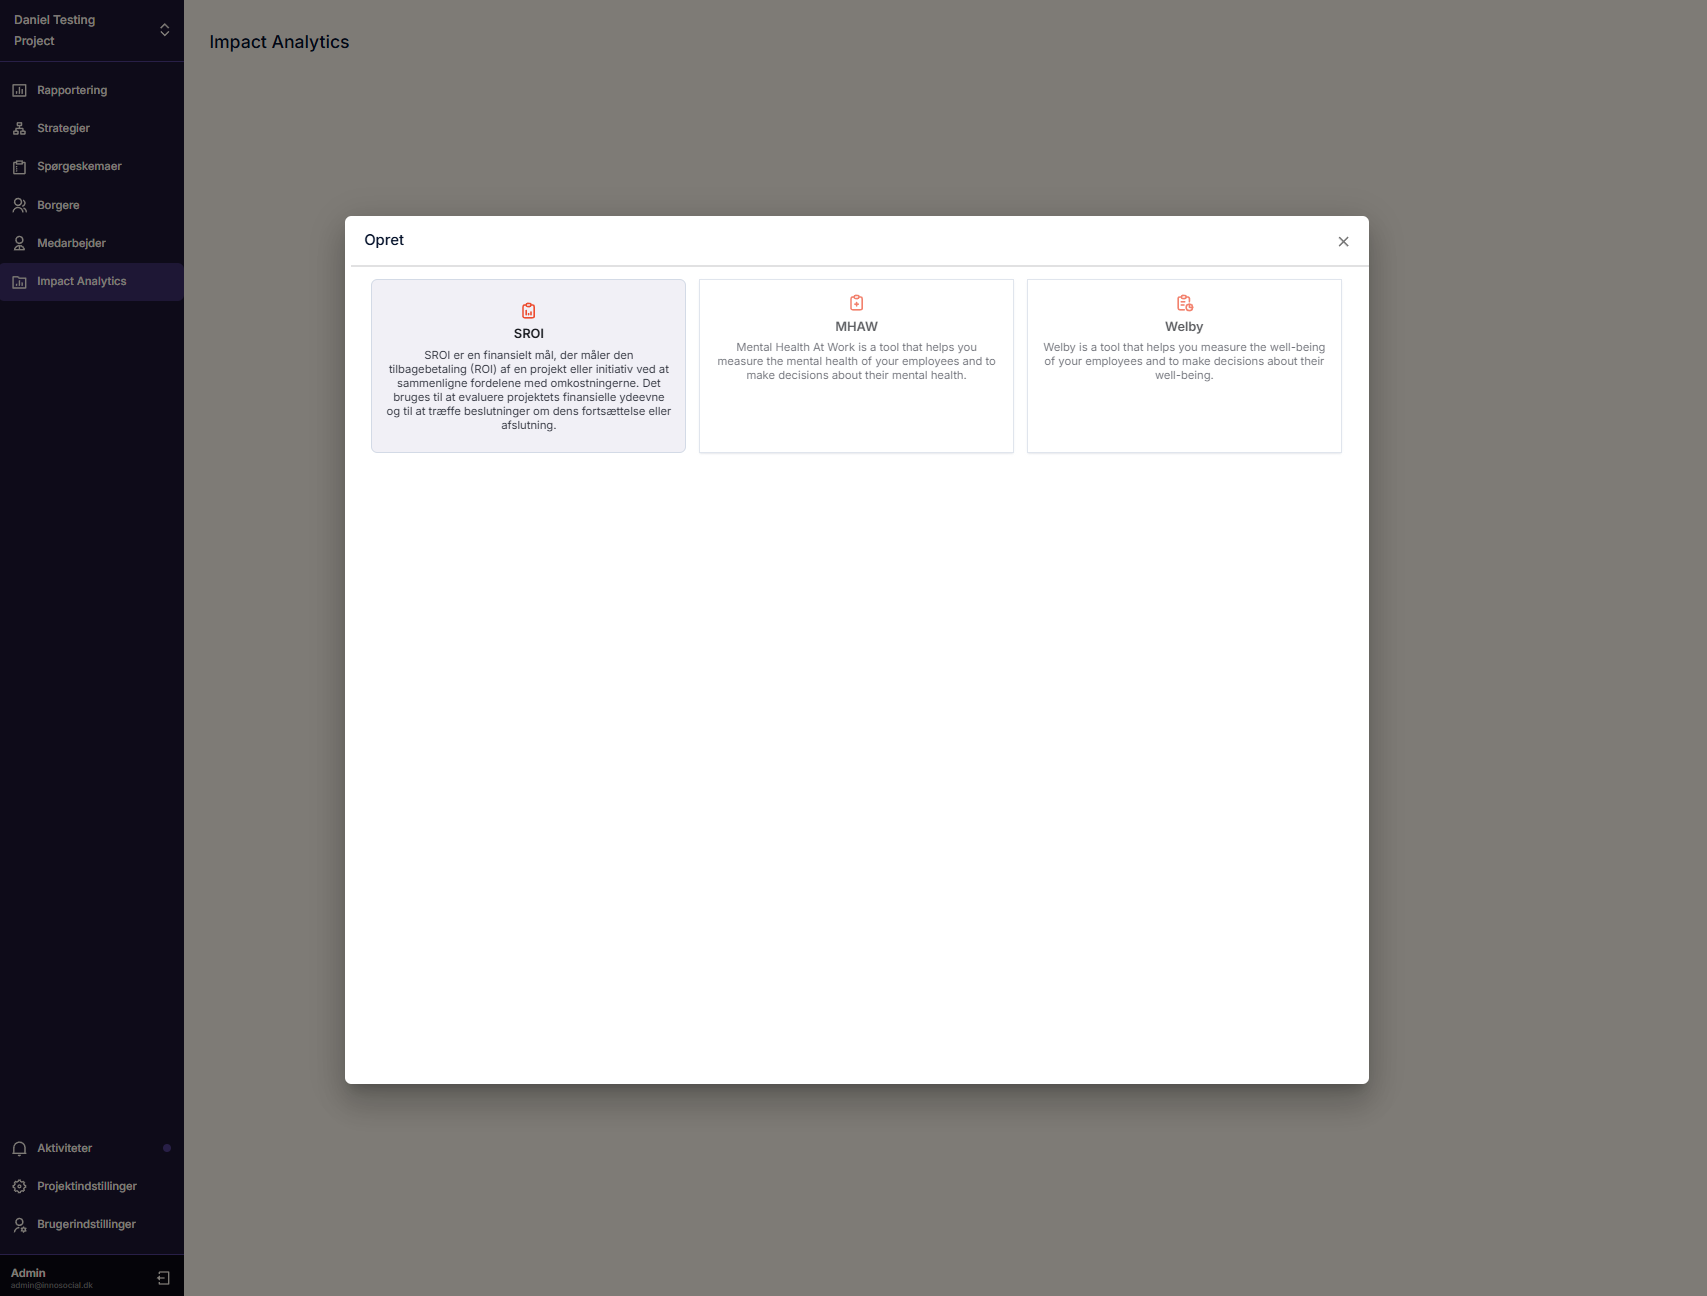 Daniel Testing
Project
Rapportering
Strategier
Spørgeskemaer
Borgere
Medarbejder
Impact Analytics
Aktiviteter
Projektindstillinger
Brugerindstillinger
Admin
admin@innosocial.dk
Impact Analytics
Opret
SROI
SROI er en finansielt mål, der måler den
tilbagebetaling (ROI) af en projekt eller initiativ ved at
sammenligne fordelene med omkostningerne. Det
bruges til at evaluere projektets finansielle ydeevne
og til at træffe beslutninger om dens fortsættelse eller
afslutning.
MHAW
Mental Health At Work is a tool that helps you
measure the mental health of your employees and to
make decisions about their mental health.
Welby
Welby is a tool that helps you measure the well-being
of your employees and to make decisions about their
well-being.